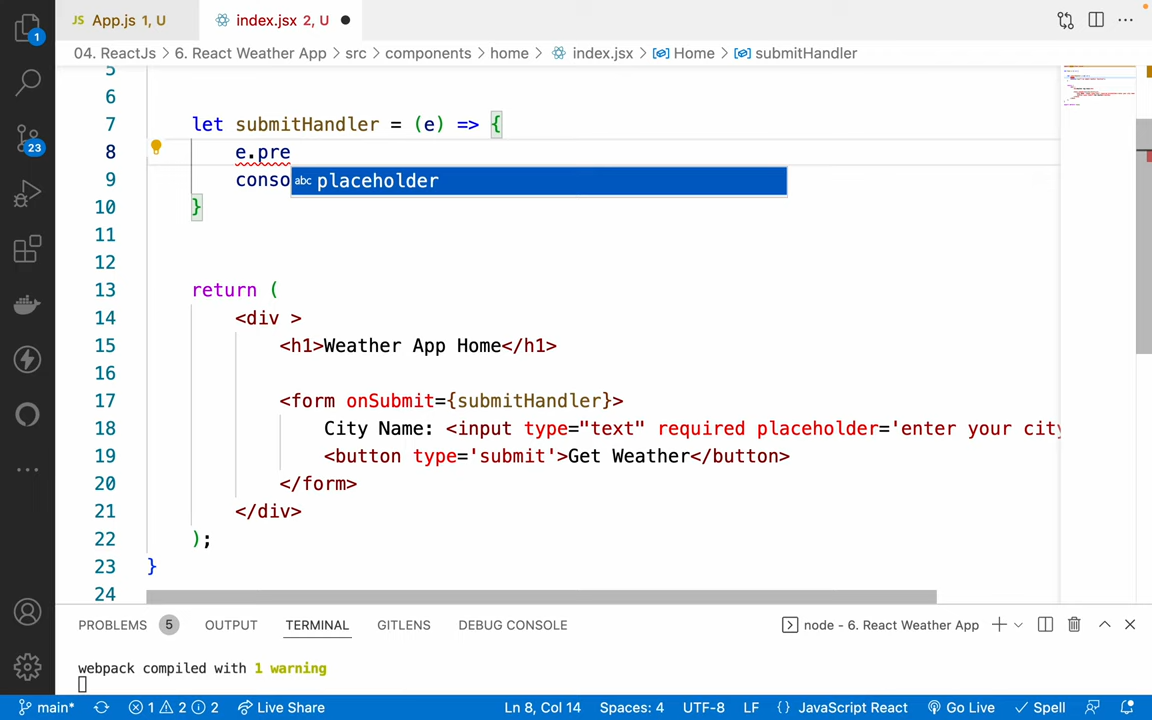 JS App.js 1, U
index.jsx 2, U
1
04. ReactJs > 6. React Weather App > src > components > home > index.jsx > Home > submitHandler
5
6
7 let submitHandler = (e) => {
8 e.pre
abc placeholder
9 conso
10 }
11
12
13 return (
14 <div >
15 <h1>Weather App Home</h1>
16
17 <form onSubmit={submitHandler}>
18 City Name: <input type="text" required placeholder='enter your city
19 <button type='submit'>Get Weather</button>
20 </form>
21 </div>
22 );
23 }
24
23
PROBLEMS 5 OUTPUT TERMINAL GITLENS DEBUG CONSOLE node - 6. React Weather App
webpack compiled with 1 warning
main* 1 2 2 Live Share Ln 8, Col 14 Spaces: 4 UTF-8 LF {} JavaScript React Go Live Spell